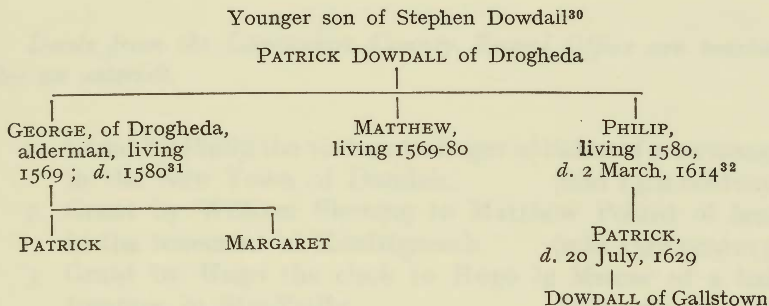 Younger son of Stephen Dowdail³⁰
PATRICK DOWDALL of Drogheda
GEORGE, of Drogheda,
alderman, living
1569 ; d. 1580³¹
MATTHEW,
living 1569-80
PHILIP,
living 1580,
d. 2 March, 1614³²
PATRICK
MARGARET
PATRICK,
d. 20 July, 1629
DOWDALL of Gallstown